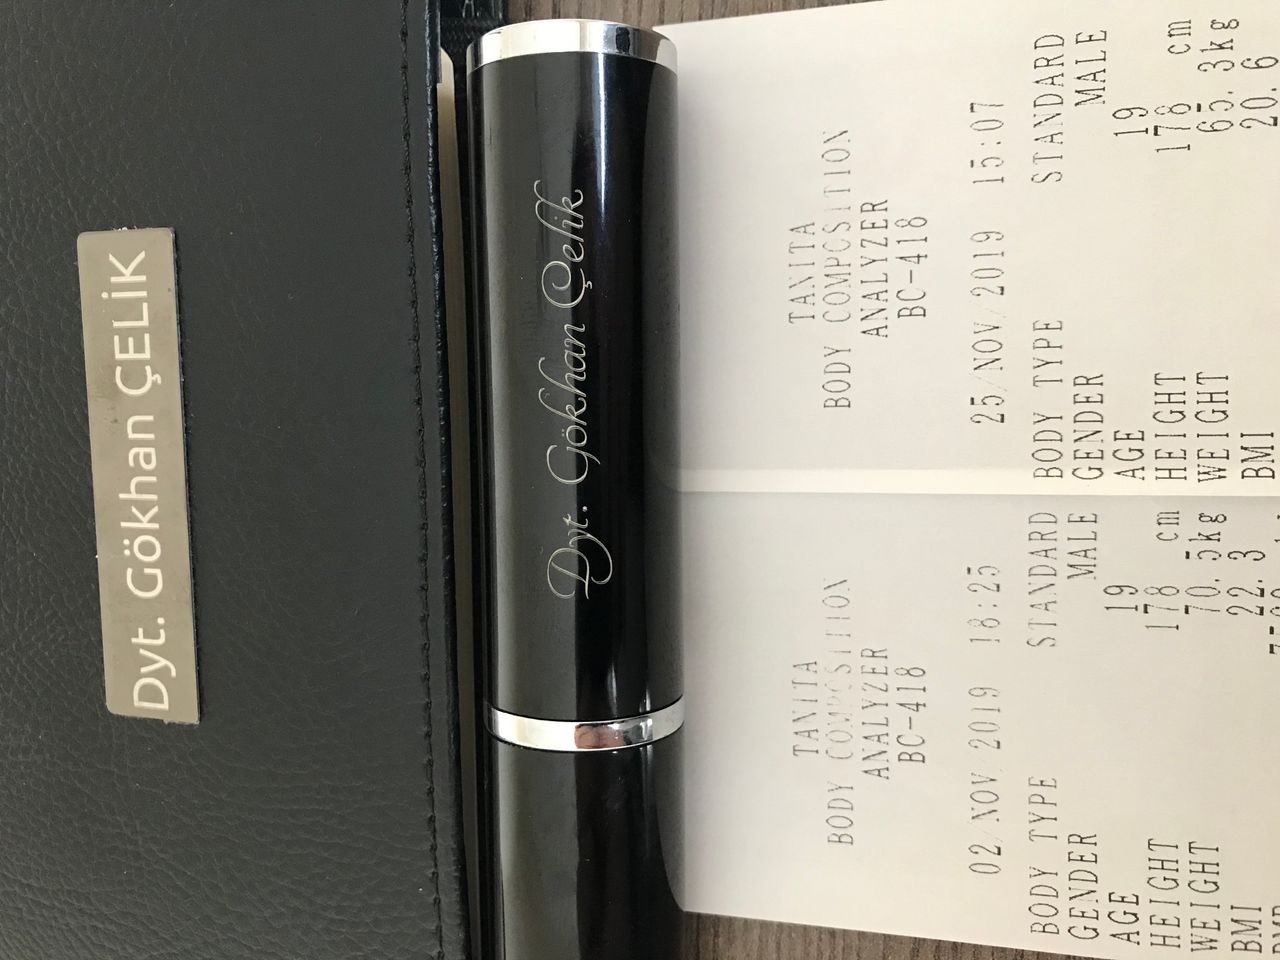 Dyt. Gökhan ÇELİK
Dyt. Gökhan Çelik
TANITA
BODY COMPOSITION
ANALYZER
BC-418
02/NOV/2019 18:25
BODY TYPE STANDARD
GENDER MALE
AGE 19
HEIGHT 178 cm
WEIGHT 70.5kg
BMI 22.3
TANITA
BODY COMPOSITION
ANALYZER
BC-418
25/NOV/2019 15:07
BODY TYPE STANDARD
GENDER MALE
AGE 19
HEIGHT 178 cm
WEIGHT 65.3kg
BMI 20.6